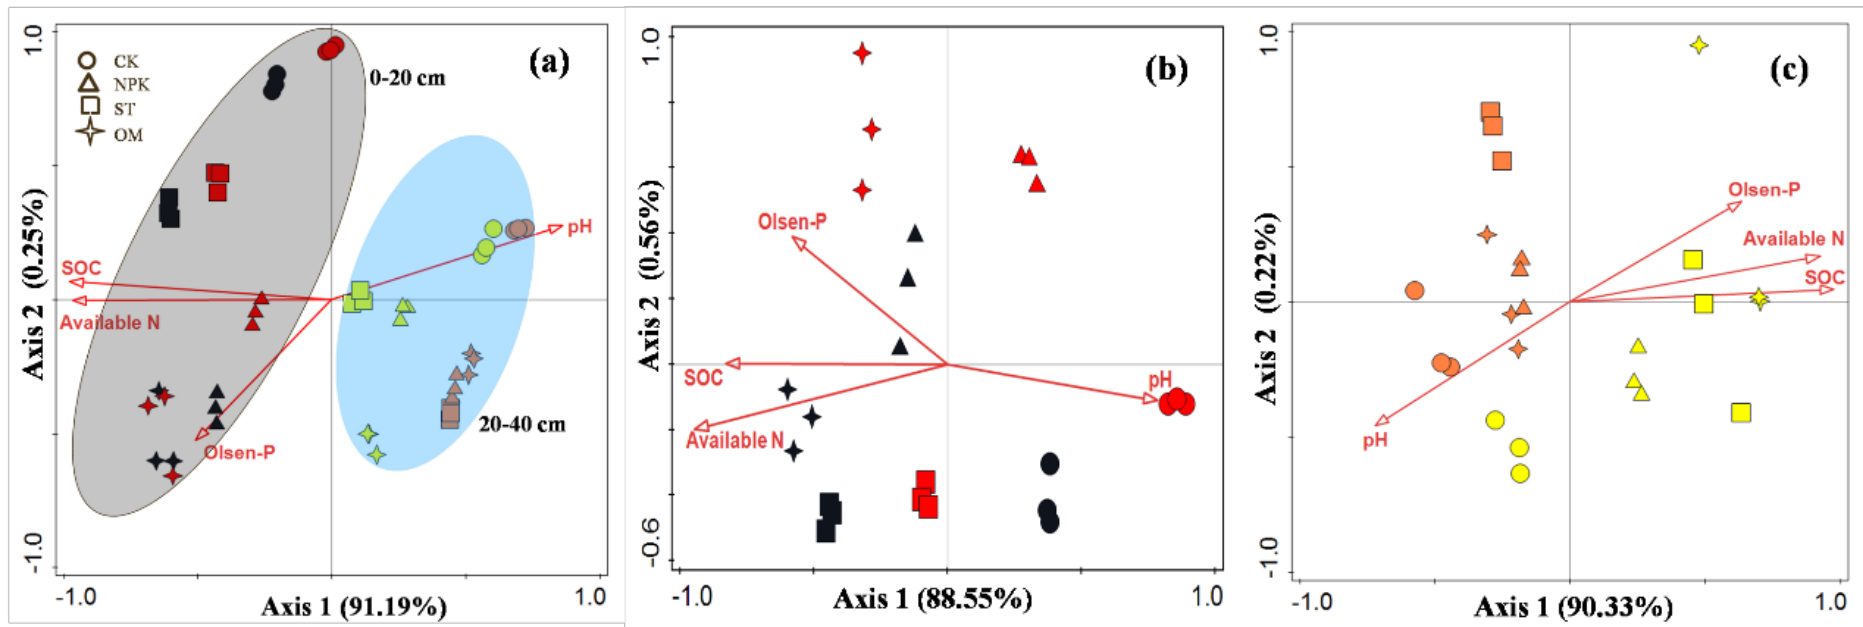 1.0
CK
NPK
ST
OM
0-20 cm
(a)
pH
SOC
Available N
Olsen-P
20-40 cm
Axis 2 (0.25%)
-1.0
-1.0
Axis 1 (91.19%)
1.0
1.0
(b)
Olsen-P
Axis 2 (0.56%)
SOC
pH
Available N
-0.6
-1.0
Axis 1 (88.55%)
1.0
1.0
(c)
Olsen-P
Available N
SOC
Axis 2 (0.22%)
pH
-1.0
-1.0
Axis 1 (90.33%)
1.0